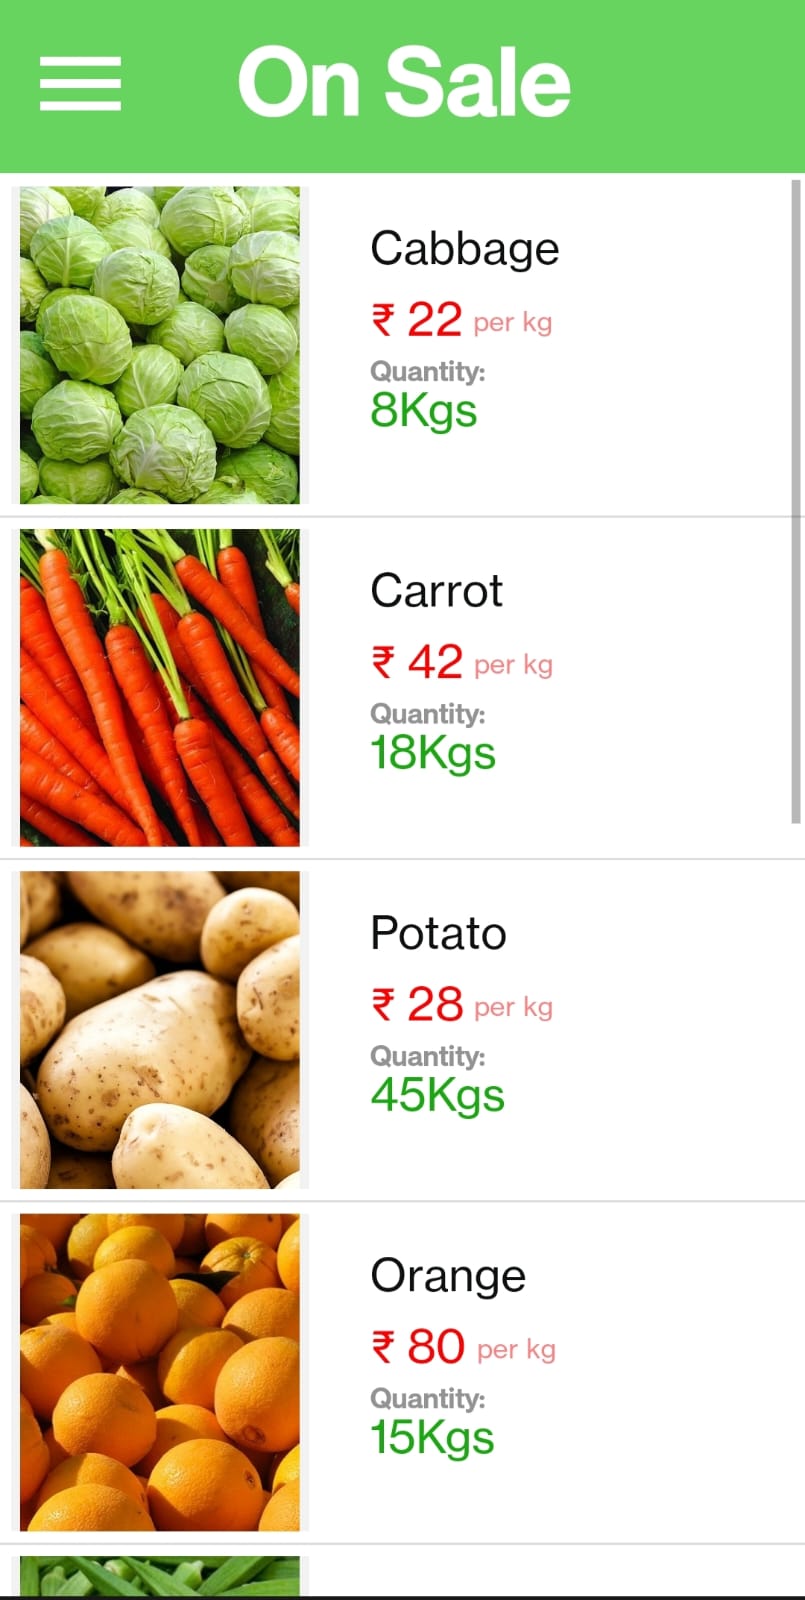 On Sale
Cabbage
₹ 22 per kg
Quantity:
8Kgs
Carrot
₹ 42 per kg
Quantity:
18Kgs
Potato
₹ 28 per kg
Quantity:
45Kgs
Orange
₹ 80 per kg
Quantity:
15Kgs